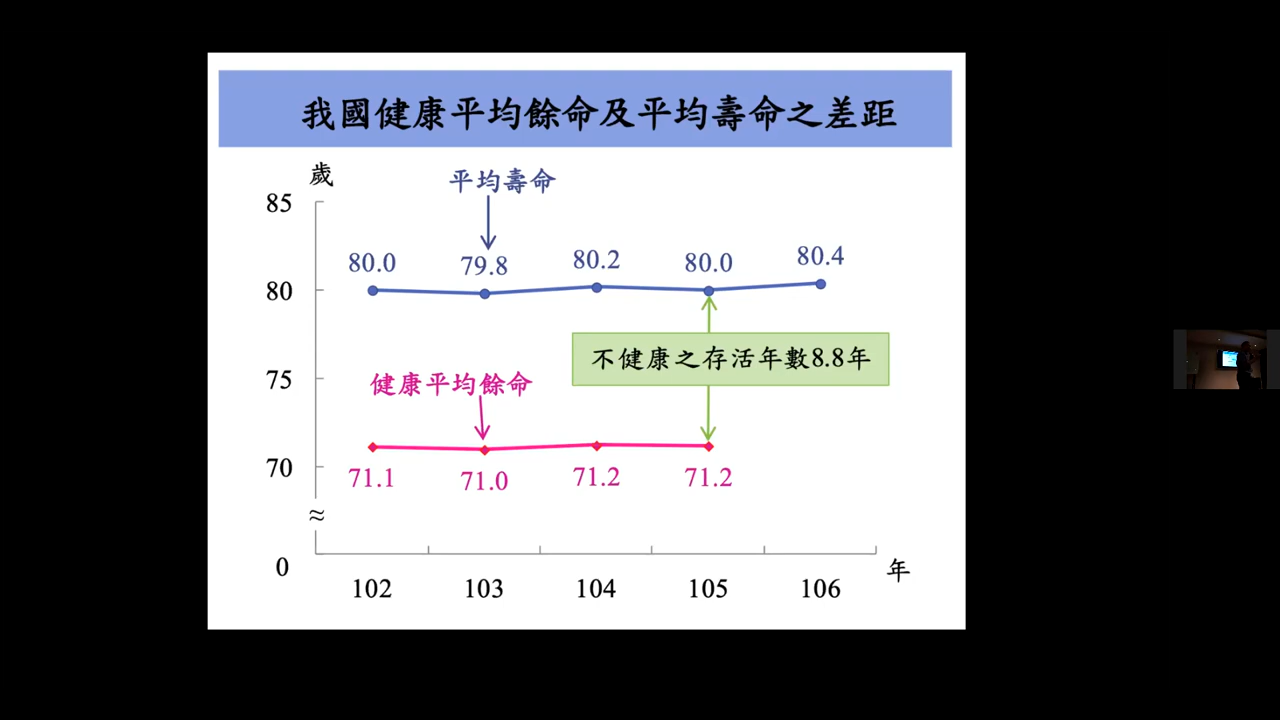 我國健康平均餘命及平均壽命之差距
歲
平均壽命
85
80.0 79.8 80.2 80.0 80.4
80
不健康之存活年數8.8年
75
健康平均餘命
70
71.1 71.0 71.2 71.2
≈
0
102 103 104 105 106
年